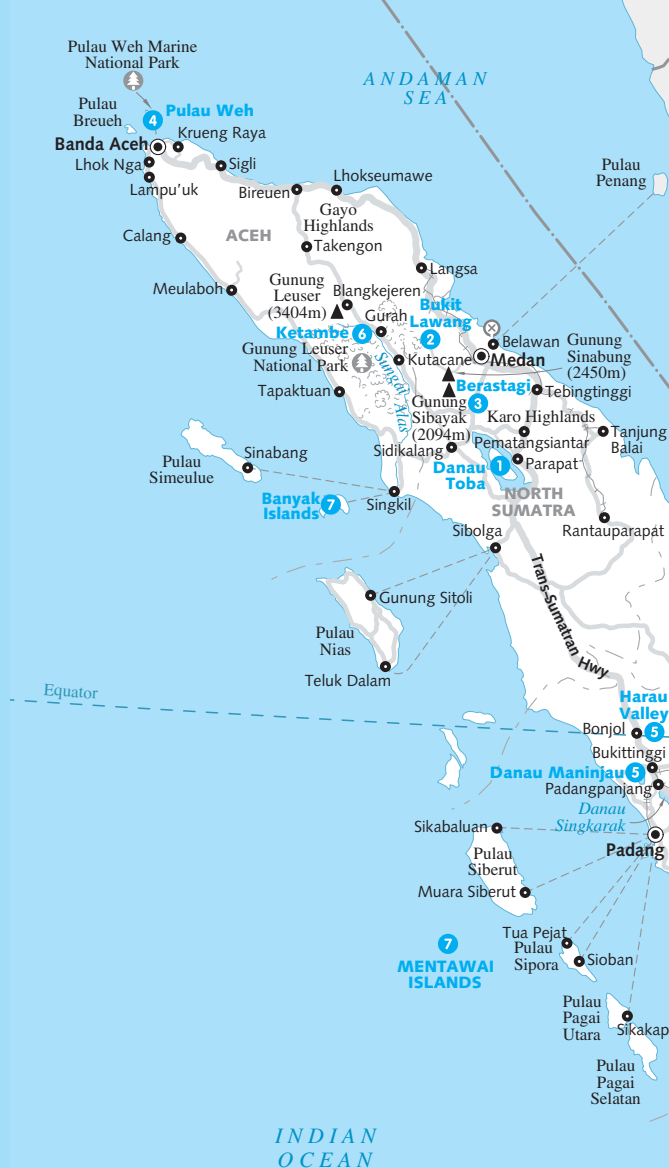 Pulau Weh Marine
National Park
ANDAMAN
SEA
Pulau
Breueh
4
Pulau Weh
Krueng Raya
Banda Aceh
Lhok Nga
Sigli
Lampu'uk
Pulau
Penang
Bireuen
Lhokseumawe
Gayo
Highlands
ACEH
Calang
Takengon
Langsa
Meulaboh
Gunung
Leuser
(3404m)
Blangkejeren
Bukit
Lawang
2
Gurah
Ketambe
6
Belawan
Gunung
Sinabung
(2450m)
Medan
Gunung Leuser
National Park
Sungai Alas
Kutacane
Berastagi
3
Tebingtinggi
Tapaktuan
Gunung
Sibayak
(2094m)
Karo Highlands
Pematangsiantar
Tanjung
Balai
Sidikalang
Sinabang
Pulau
Simeulue
Danau
Toba
1
Parapat
Banyak
Islands
7
Singkil
NORTH
SUMATRA
Sibolga
Rantauparapat
Trans-Sumatran Hwy
Gunung Sitoli
Pulau
Nias
Teluk Dalam
Equator
Harau
Valley
5
Bonjol
Bukittinggi
Danau Maninjau
5
Padangpanjang
Danau
Singkarak
Sikabaluan
Padang
Pulau
Siberut
Muara Siberut
7
MENTAWAI
ISLANDS
Tua Pejat
Pulau
Sipora
Sioban
Pulau
Pagai
Utara
Sikakap
Pulau
Pagai
Selatan
INDIAN
OCEAN